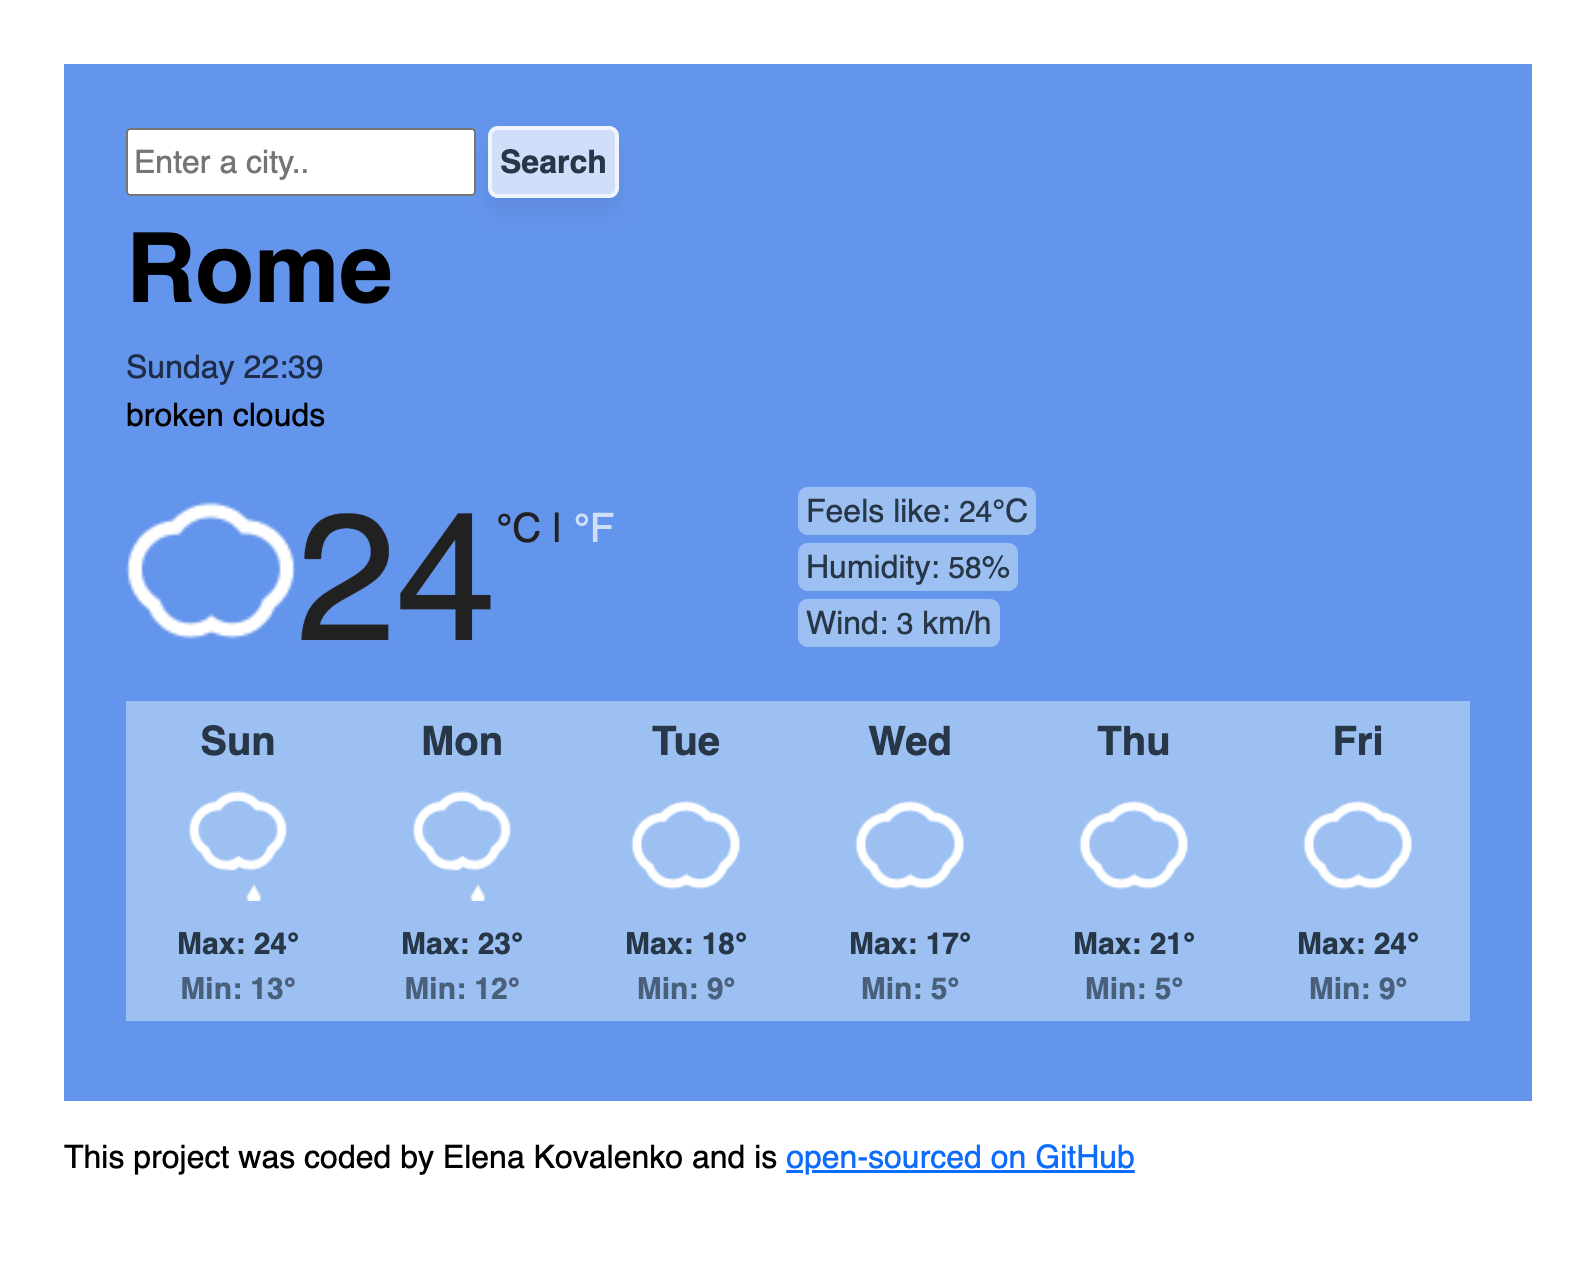 Enter a city..
Search
Rome
Sunday 22:39
broken clouds
24 °C | °F
Feels like: 24°C
Humidity: 58%
Wind: 3 km/h
Sun Mon Tue Wed Thu Fri
Max: 24° Max: 23° Max: 18° Max: 17° Max: 21° Max: 24°
Min: 13° Min: 12° Min: 9° Min: 5° Min: 5° Min: 9°
This project was coded by Elena Kovalenko and is open-sourced on GitHub